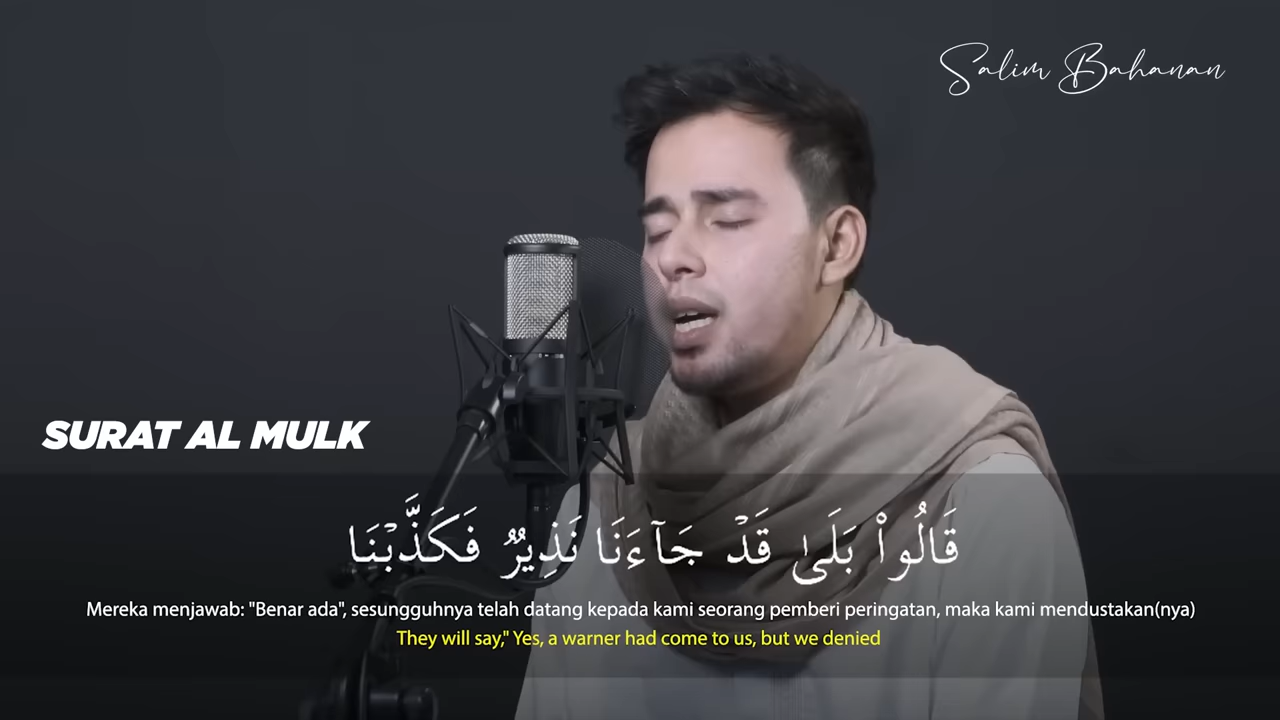 Salim Bahanan
SURAT AL MULK
قَالُوا۟ بَلَىٰ قَدْ جَآءَنَا نَذِيرٌ فَكَذَّبْنَا
Mereka menjawab: "Benar ada", sesungguhnya telah datang kepada kami seorang pemberi peringatan, maka kami mendustakan(nya)
They will say," Yes, a warner had come to us, but we denied